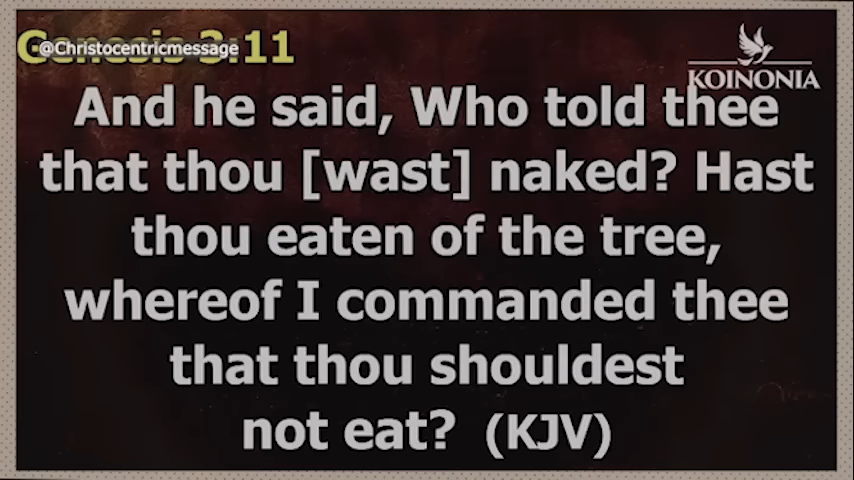 Genesis 3:11
@Christocentricmessage
KOINONIA
And he said, Who told thee
that thou [wast] naked? Hast
thou eaten of the tree,
whereof I commanded thee
that thou shouldest
not eat? (KJV)